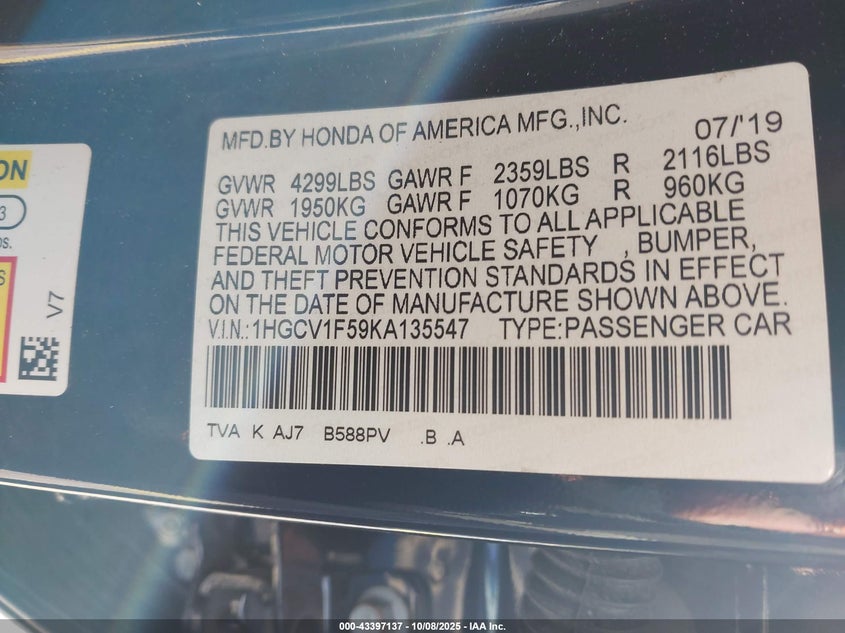 MFD.BY HONDA OF AMERICA MFG.,INC. 07/'19
GVWR 4299LBS GAWR F 2359LBS R 2116LBS
GVWR 1950KG GAWR F 1070KG R 960KG
THIS VEHICLE CONFORMS TO ALL APPLICABLE
FEDERAL MOTOR VEHICLE SAFETY , BUMPER,
AND THEFT PREVENTION STANDARDS IN EFFECT
ON THE DATE OF MANUFACTURE SHOWN ABOVE.
V.I.N.:1HGCV1F59KA135547 TYPE:PASSENGER CAR
TVA K AJ7 B588PV .B .A
ON
3
os.
S
V7
000-43397137 - 10/08/2025 - IAA Inc.